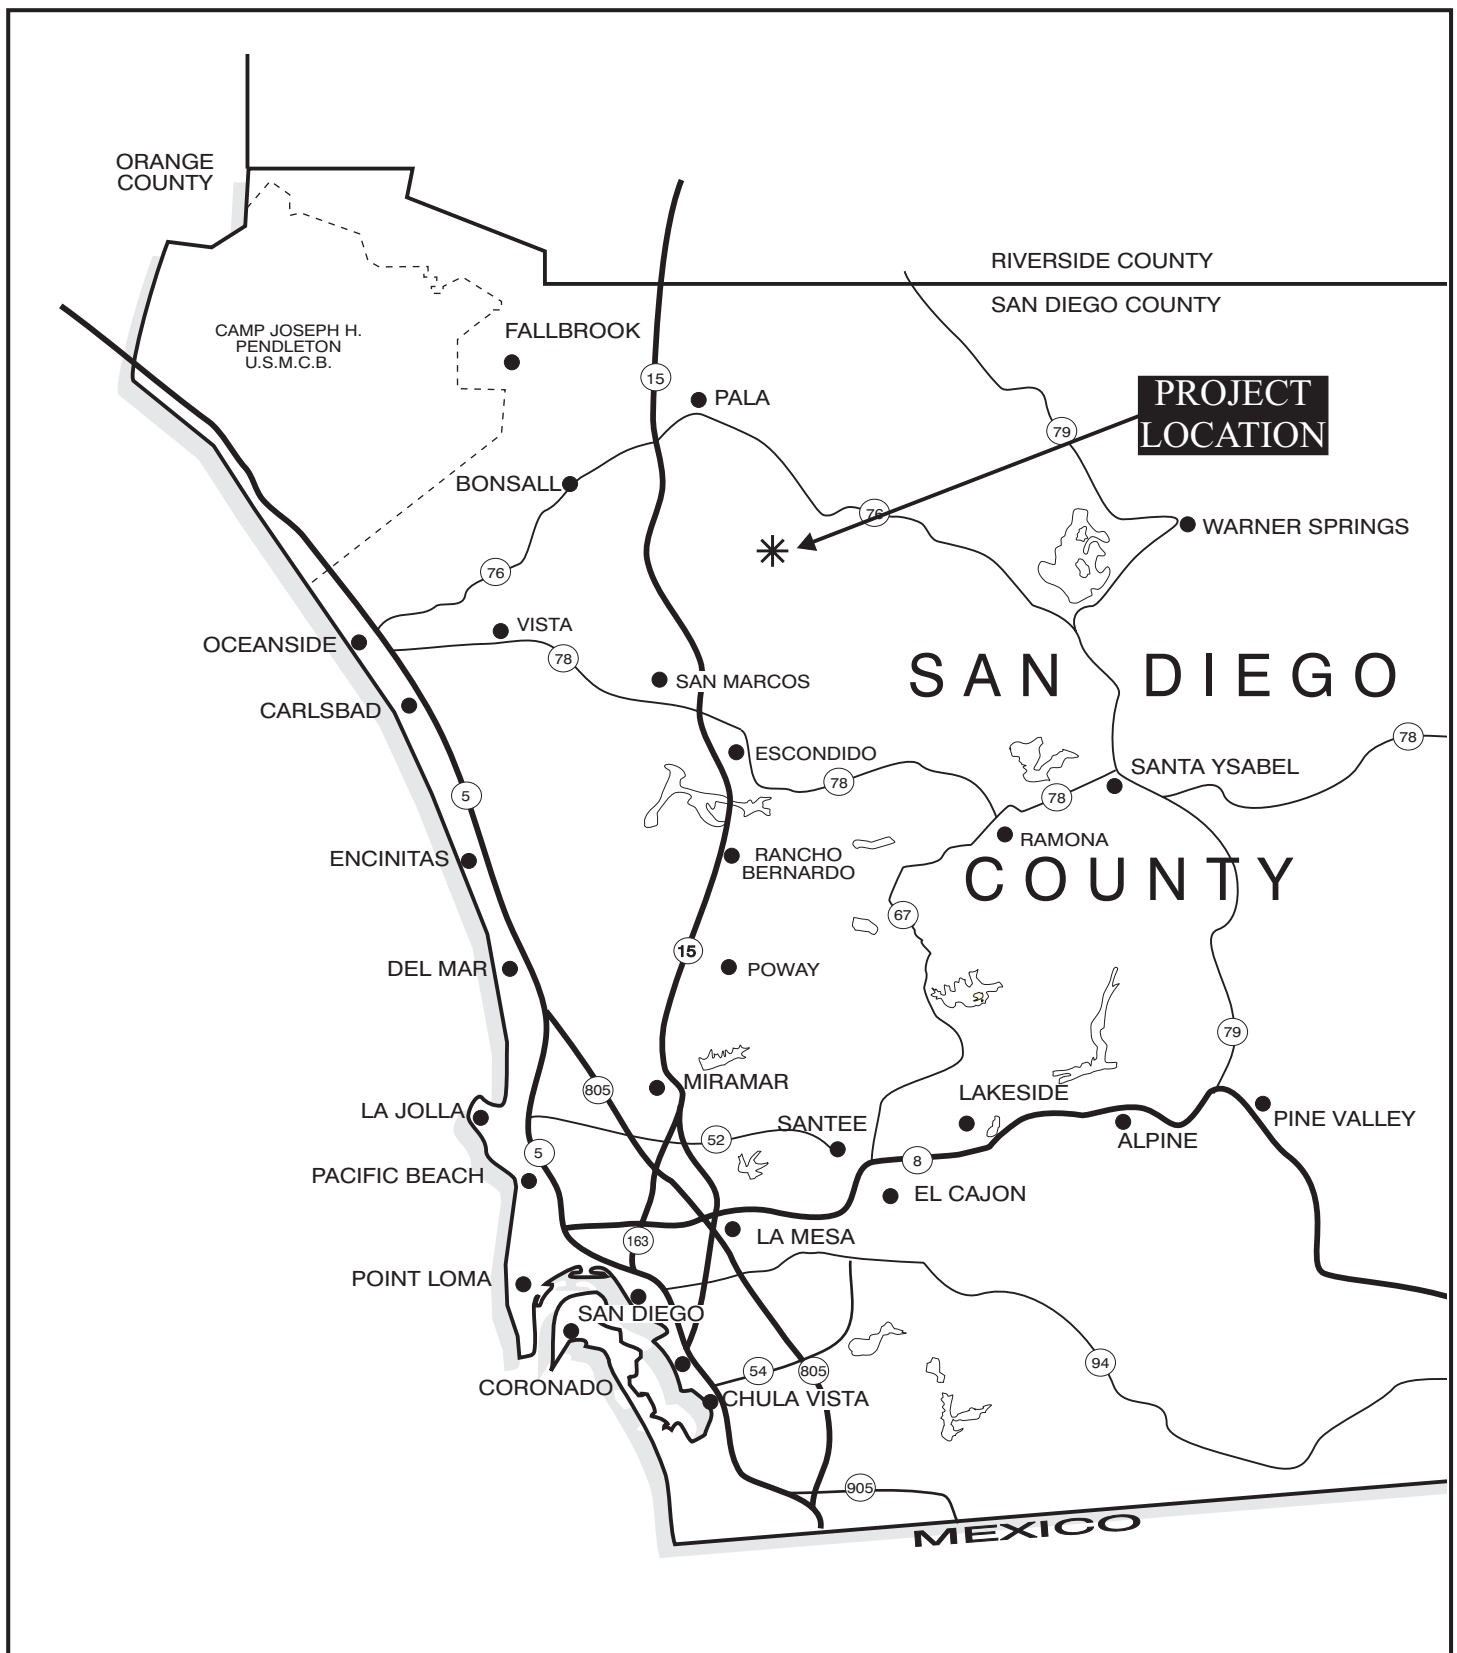 ORANGE
COUNTY
RIVERSIDE COUNTY
SAN DIEGO COUNTY
CAMP JOSEPH H.
PENDLETON
U.S.M.C.B.
FALLBROOK
15
PALA
PROJECT
LOCATION
79
BONSALL
76
WARNER SPRINGS
76
VISTA
OCEANSIDE
78
SAN MARCOS
SAN DIEGO
CARLSBAD
78
ESCONDIDO
SANTA YSABEL
78
5
78
RAMONA
ENCINITAS
RANCHO
BERNARDO
COUNTY
67
15
DEL MAR
POWAY
79
MIRAMAR
805
LAKESIDE
LA JOLLA
SANTEE
PINE VALLEY
52
ALPINE
5
8
PACIFIC BEACH
EL CAJON
LA MESA
163
POINT LOMA
SAN DIEGO
94
54
805
CORONADO
CHULA VISTA
905
MEXICO